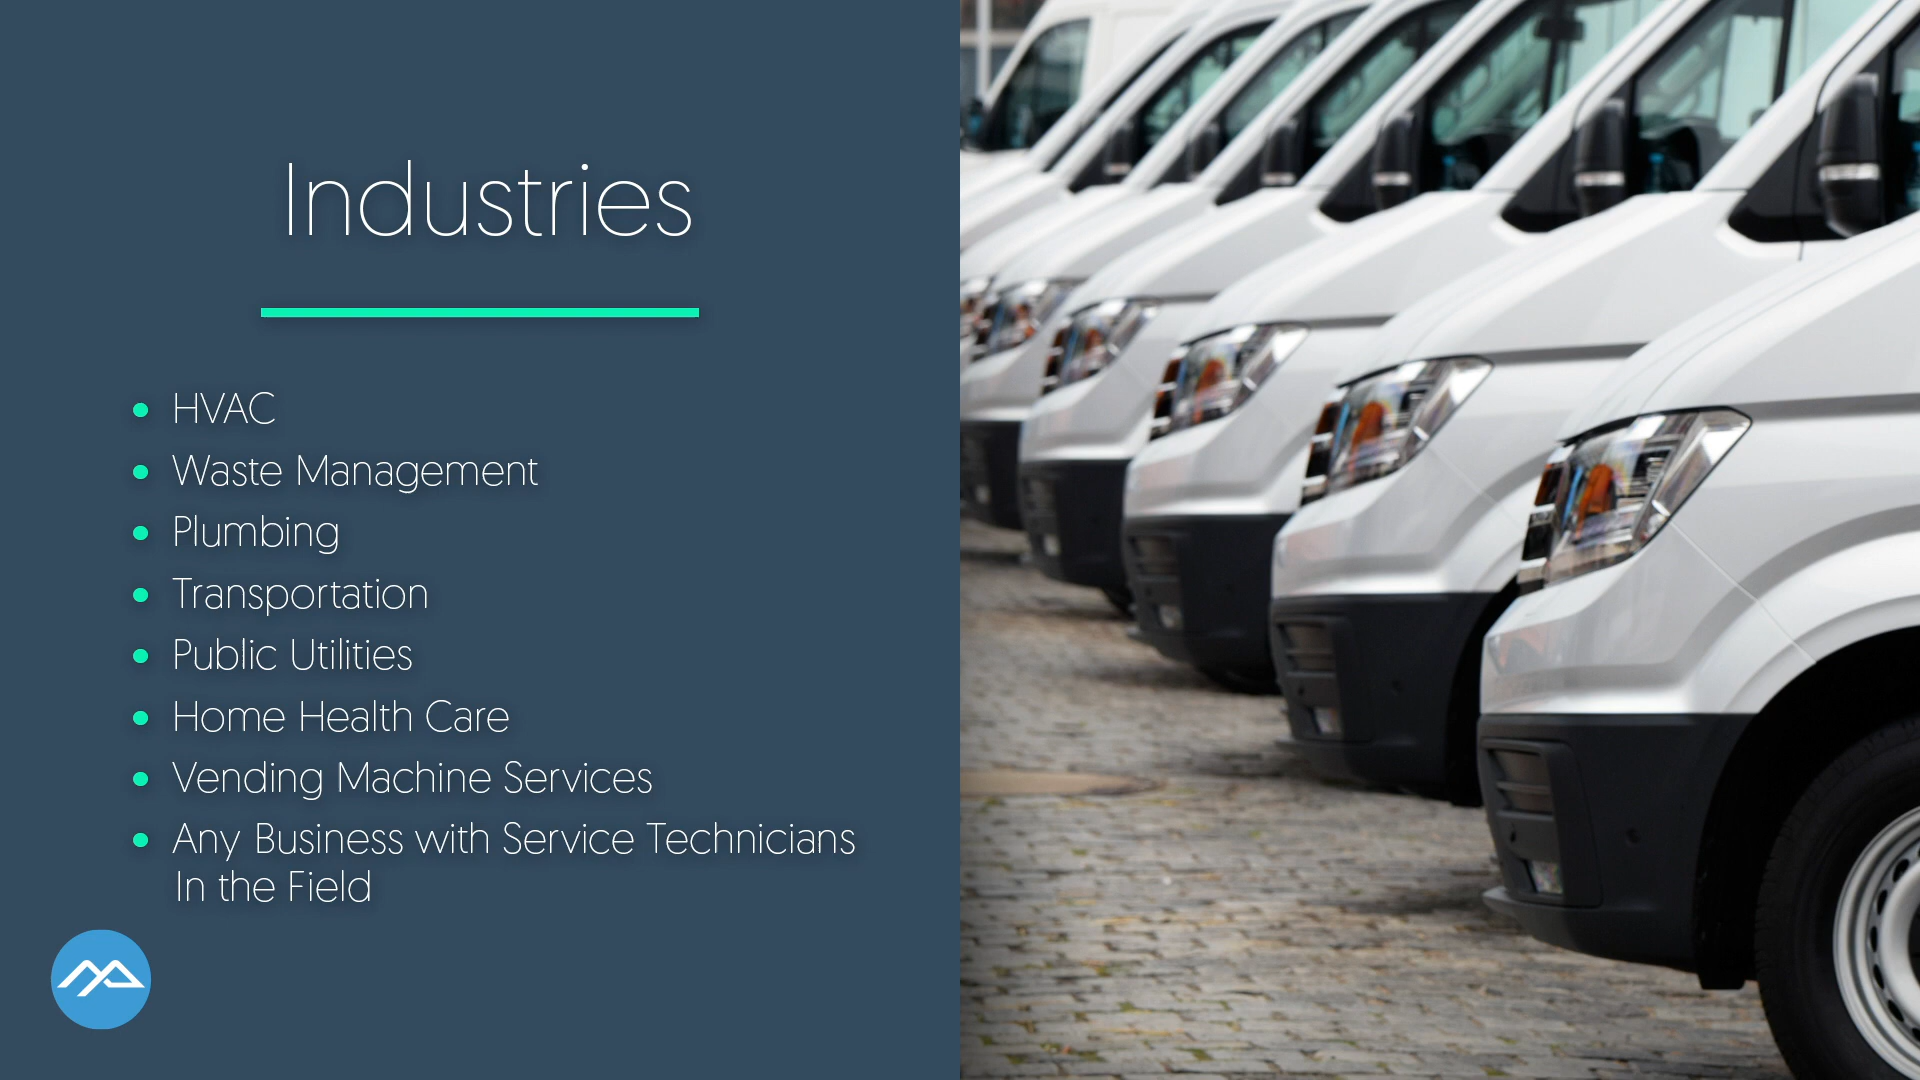 Industries
HVAC
Waste Management
Plumbing
Transportation
Public Utilities
Home Health Care
Vending Machine Services
Any Business with Service Technicians
In the Field